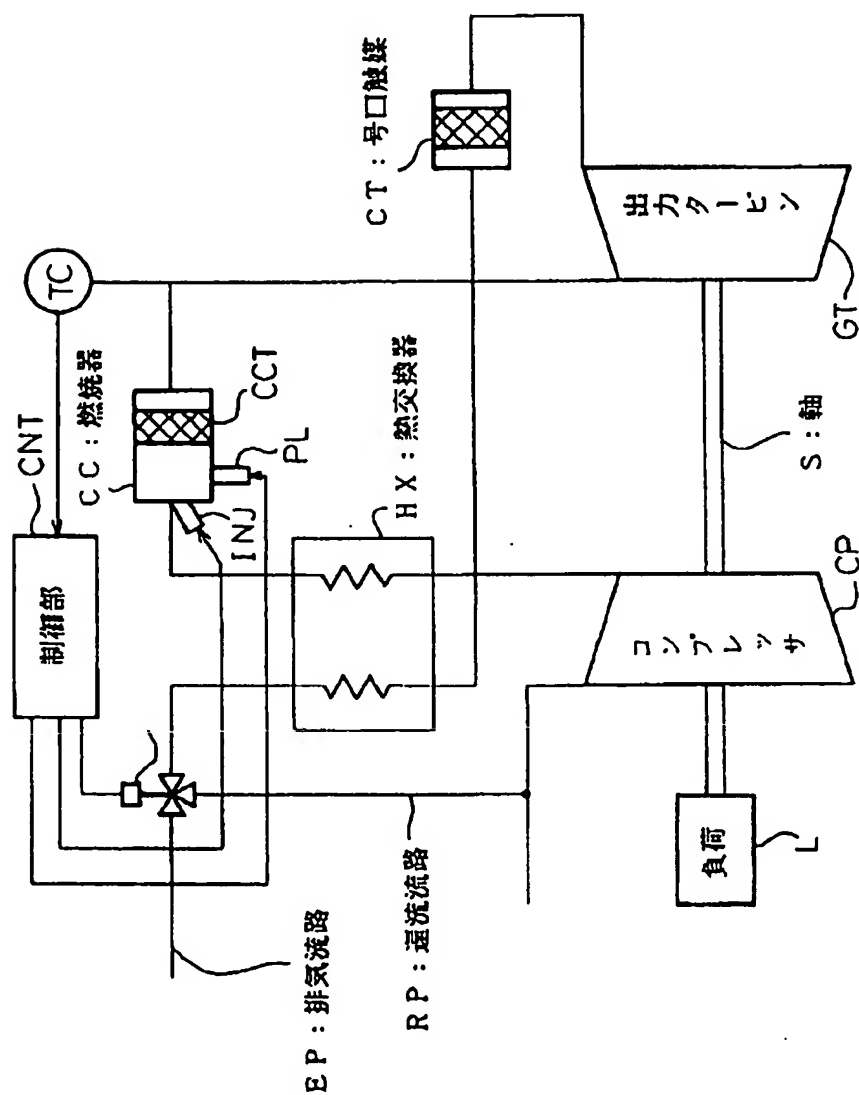 EP：排気流路
RP：還流流路
制御部
CNT
CC：燃焼器
INJ
PL
CCT
TC
HX：熱交換器
CT：号口触媒
負荷
L
コンプレッサ
CP
S：軸
出力タービン
GT